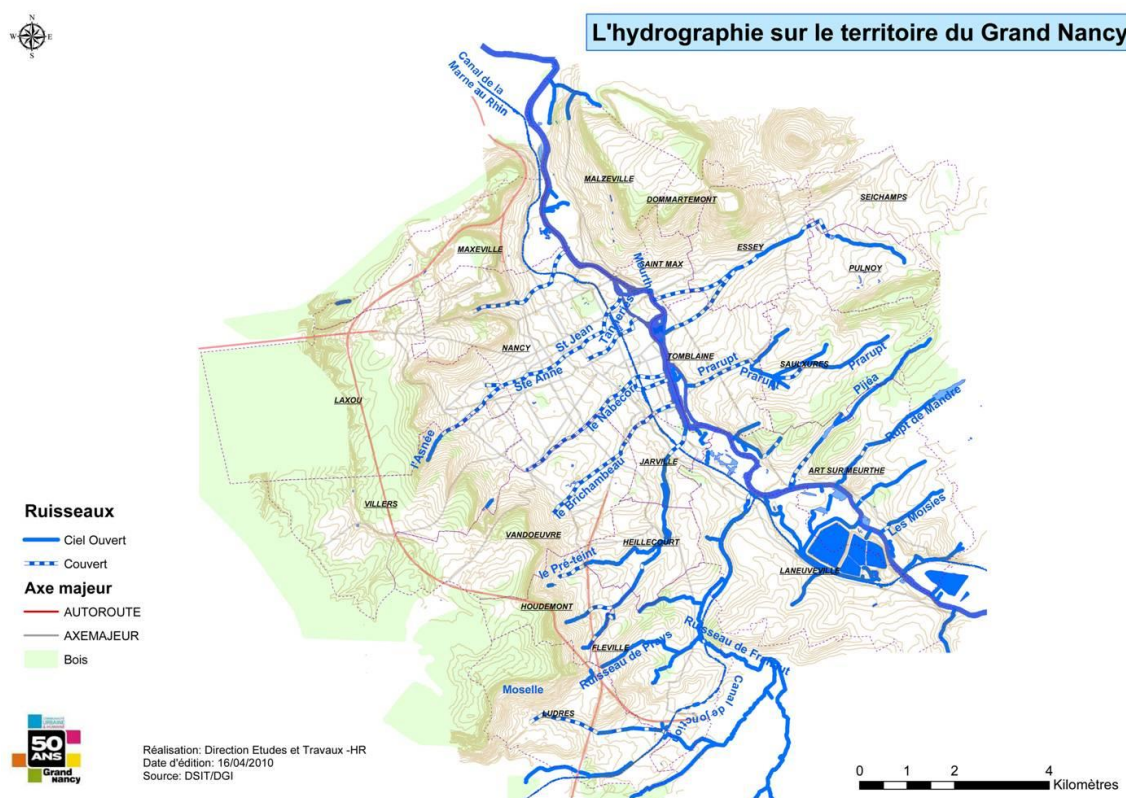 L'hydrographie sur le territoire du Grand Nancy
N
W E
S
Canal de la
Marne au Rhin
MALZEVILLE
DOMMARTEMONT
SEICHAMPS
MAXEVILLE
ESSEY
SAINT MAX
Meurth
PULNOY
Tanneries
St Jean
NANCY
TOMBLAINE
Prarupt
Prarupt
SAULXURES
Prarupt
Ste Anne
Pliéa
LAXOU
le Nabécor
Rupt de Mandre
l'Asnée
JARVILLE
ART SUR MEURTHE
le Brichambeau
VILLERS
Les Moisies
VANDOEUVRE
HEILLECOURT
le Pré-teint
LANEUVEVILLE
HOUDEMONT
Ruisseau de Frahaut
FLEVILLE
Ruisseau de Prays
Moselle
Canal de jonctio
LUDRES
Ruisseaux
Ciel Ouvert
Couvert
Axe majeur
AUTOROUTE
AXEMAJEUR
Bois
COMMUNAUTÉ
URBAINE
50
ANS
Grand
Nancy
Réalisation: Direction Etudes et Travaux -HR
Date d'édition: 16/04/2010
Source: DSIT/DGI
0 1 2 4
Kilomètres